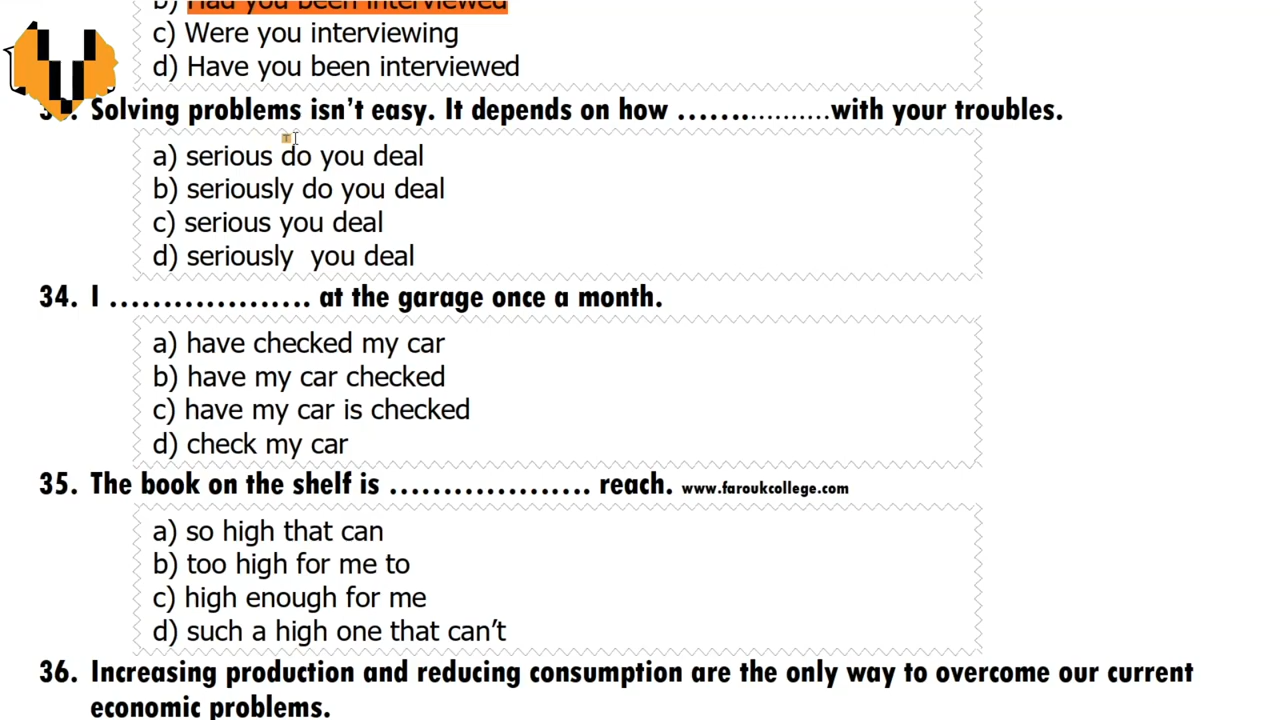 b) Had you been interviewed
c) Were you interviewing
d) Have you been interviewed
Solving problems isn't easy. It depends on how .................with your troubles.
a) serious do you deal
b) seriously do you deal
c) serious you deal
d) seriously  you deal
34. I ................... at the garage once a month.
a) have checked my car
b) have my car checked
c) have my car is checked
d) check my car
35. The book on the shelf is ................... reach. www.faroukcollege.com
a) so high that can
b) too high for me to
c) high enough for me
d) such a high one that can't
36. Increasing production and reducing consumption are the only way to overcome our current
economic problems.